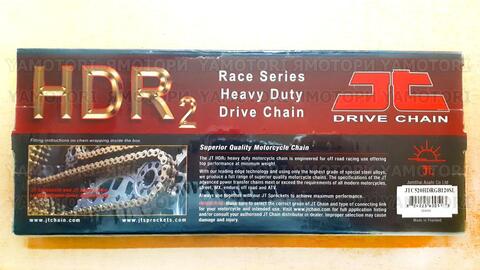 HDR2
Race Series
Heavy Duty
Drive Chain
JT
DRIVE CHAIN
Fitting instructions on chain wrapping inside the box
Superior Quality Motorcycle Chain
The JT HDR2 heavy duty motorcycle chain is engineered for off road racing use offering
top performance at minimum weight.
With our leading edge technology and using only the highest grade of special steel alloys,
we produce a full range of superior quality motorcycle chains. The specifications of the JT
advanced power transfer chains meet or exceed the requirements of all modern motorcycles,
street, MX, enduro, off road and ATV.
Always use together with JT Sprockets to achieve maximum performance.
Make sure to select the correct grade of JT Chain and type of connecting link
for your motorcycle and intended use. Visit www.jtchain.com for full application listing
and/or consult your authorised JT Chain distributor or dealer. Improper selection may cause
damage and injury.
www.jtchain.com
www.jtsprockets.com
JT
JTC520HDRGB120SL
Made in Thailand
YAMOTORI